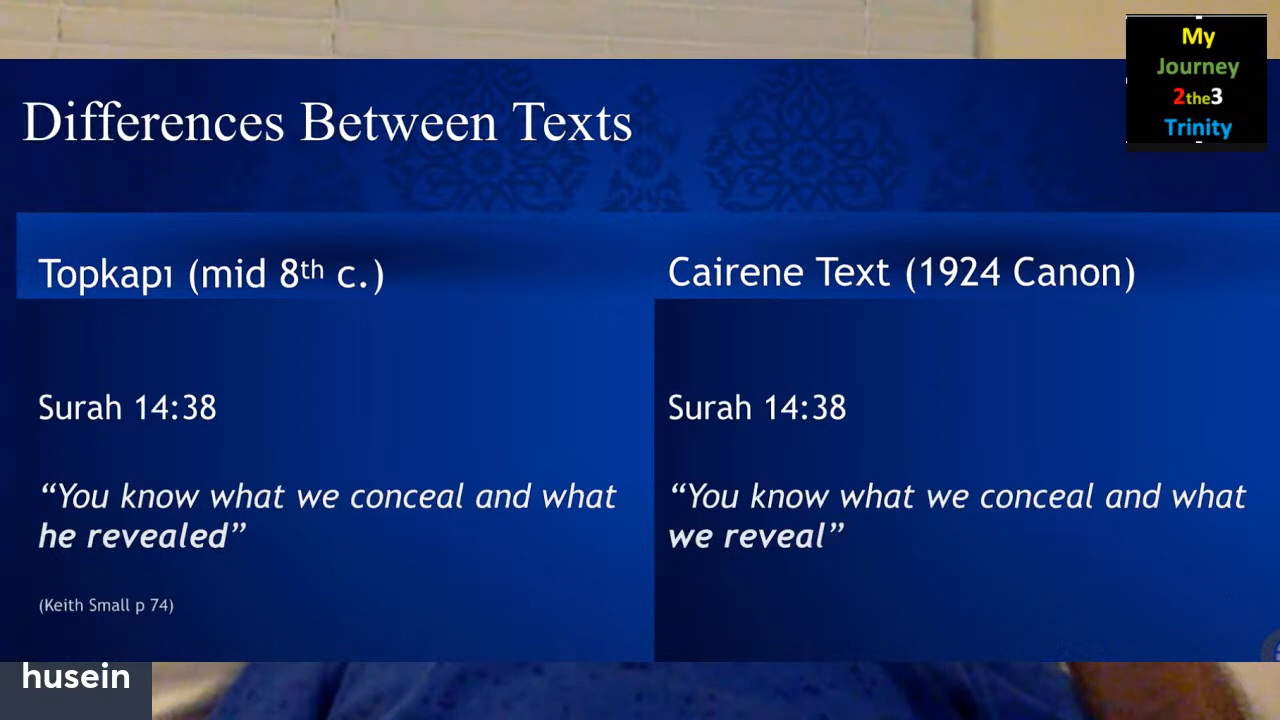 My
Journey
2the3
Trinity
Differences Between Texts
Topkapı (mid 8th c.)
Surah 14:38
“You know what we conceal and what
he revealed”
(Keith Small p 74)
Cairene Text (1924 Canon)
Surah 14:38
“You know what we conceal and what
we reveal”
husein